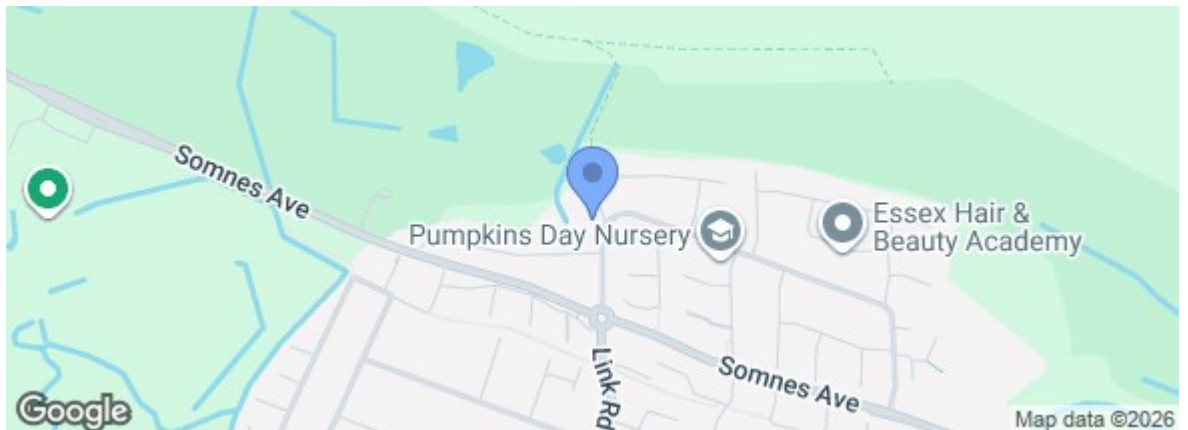 Somnes Ave
Pumpkins Day Nursery
Essex Hair &
Beauty Academy
Link Rd
Somnes Ave
Google
Map data ©2026